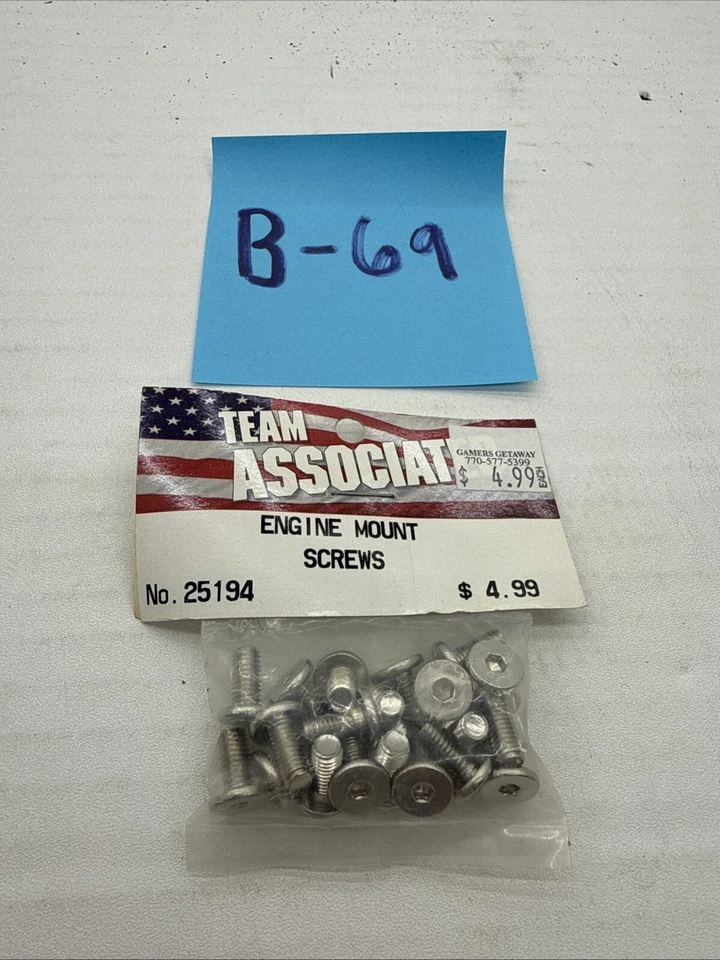 B-69
TEAM
ASSOCIAT
GAMERS GETAWAY
770-577-5399
$ 4.99 EACH
ENGINE MOUNT
SCREWS
No. 25194
$ 4.99